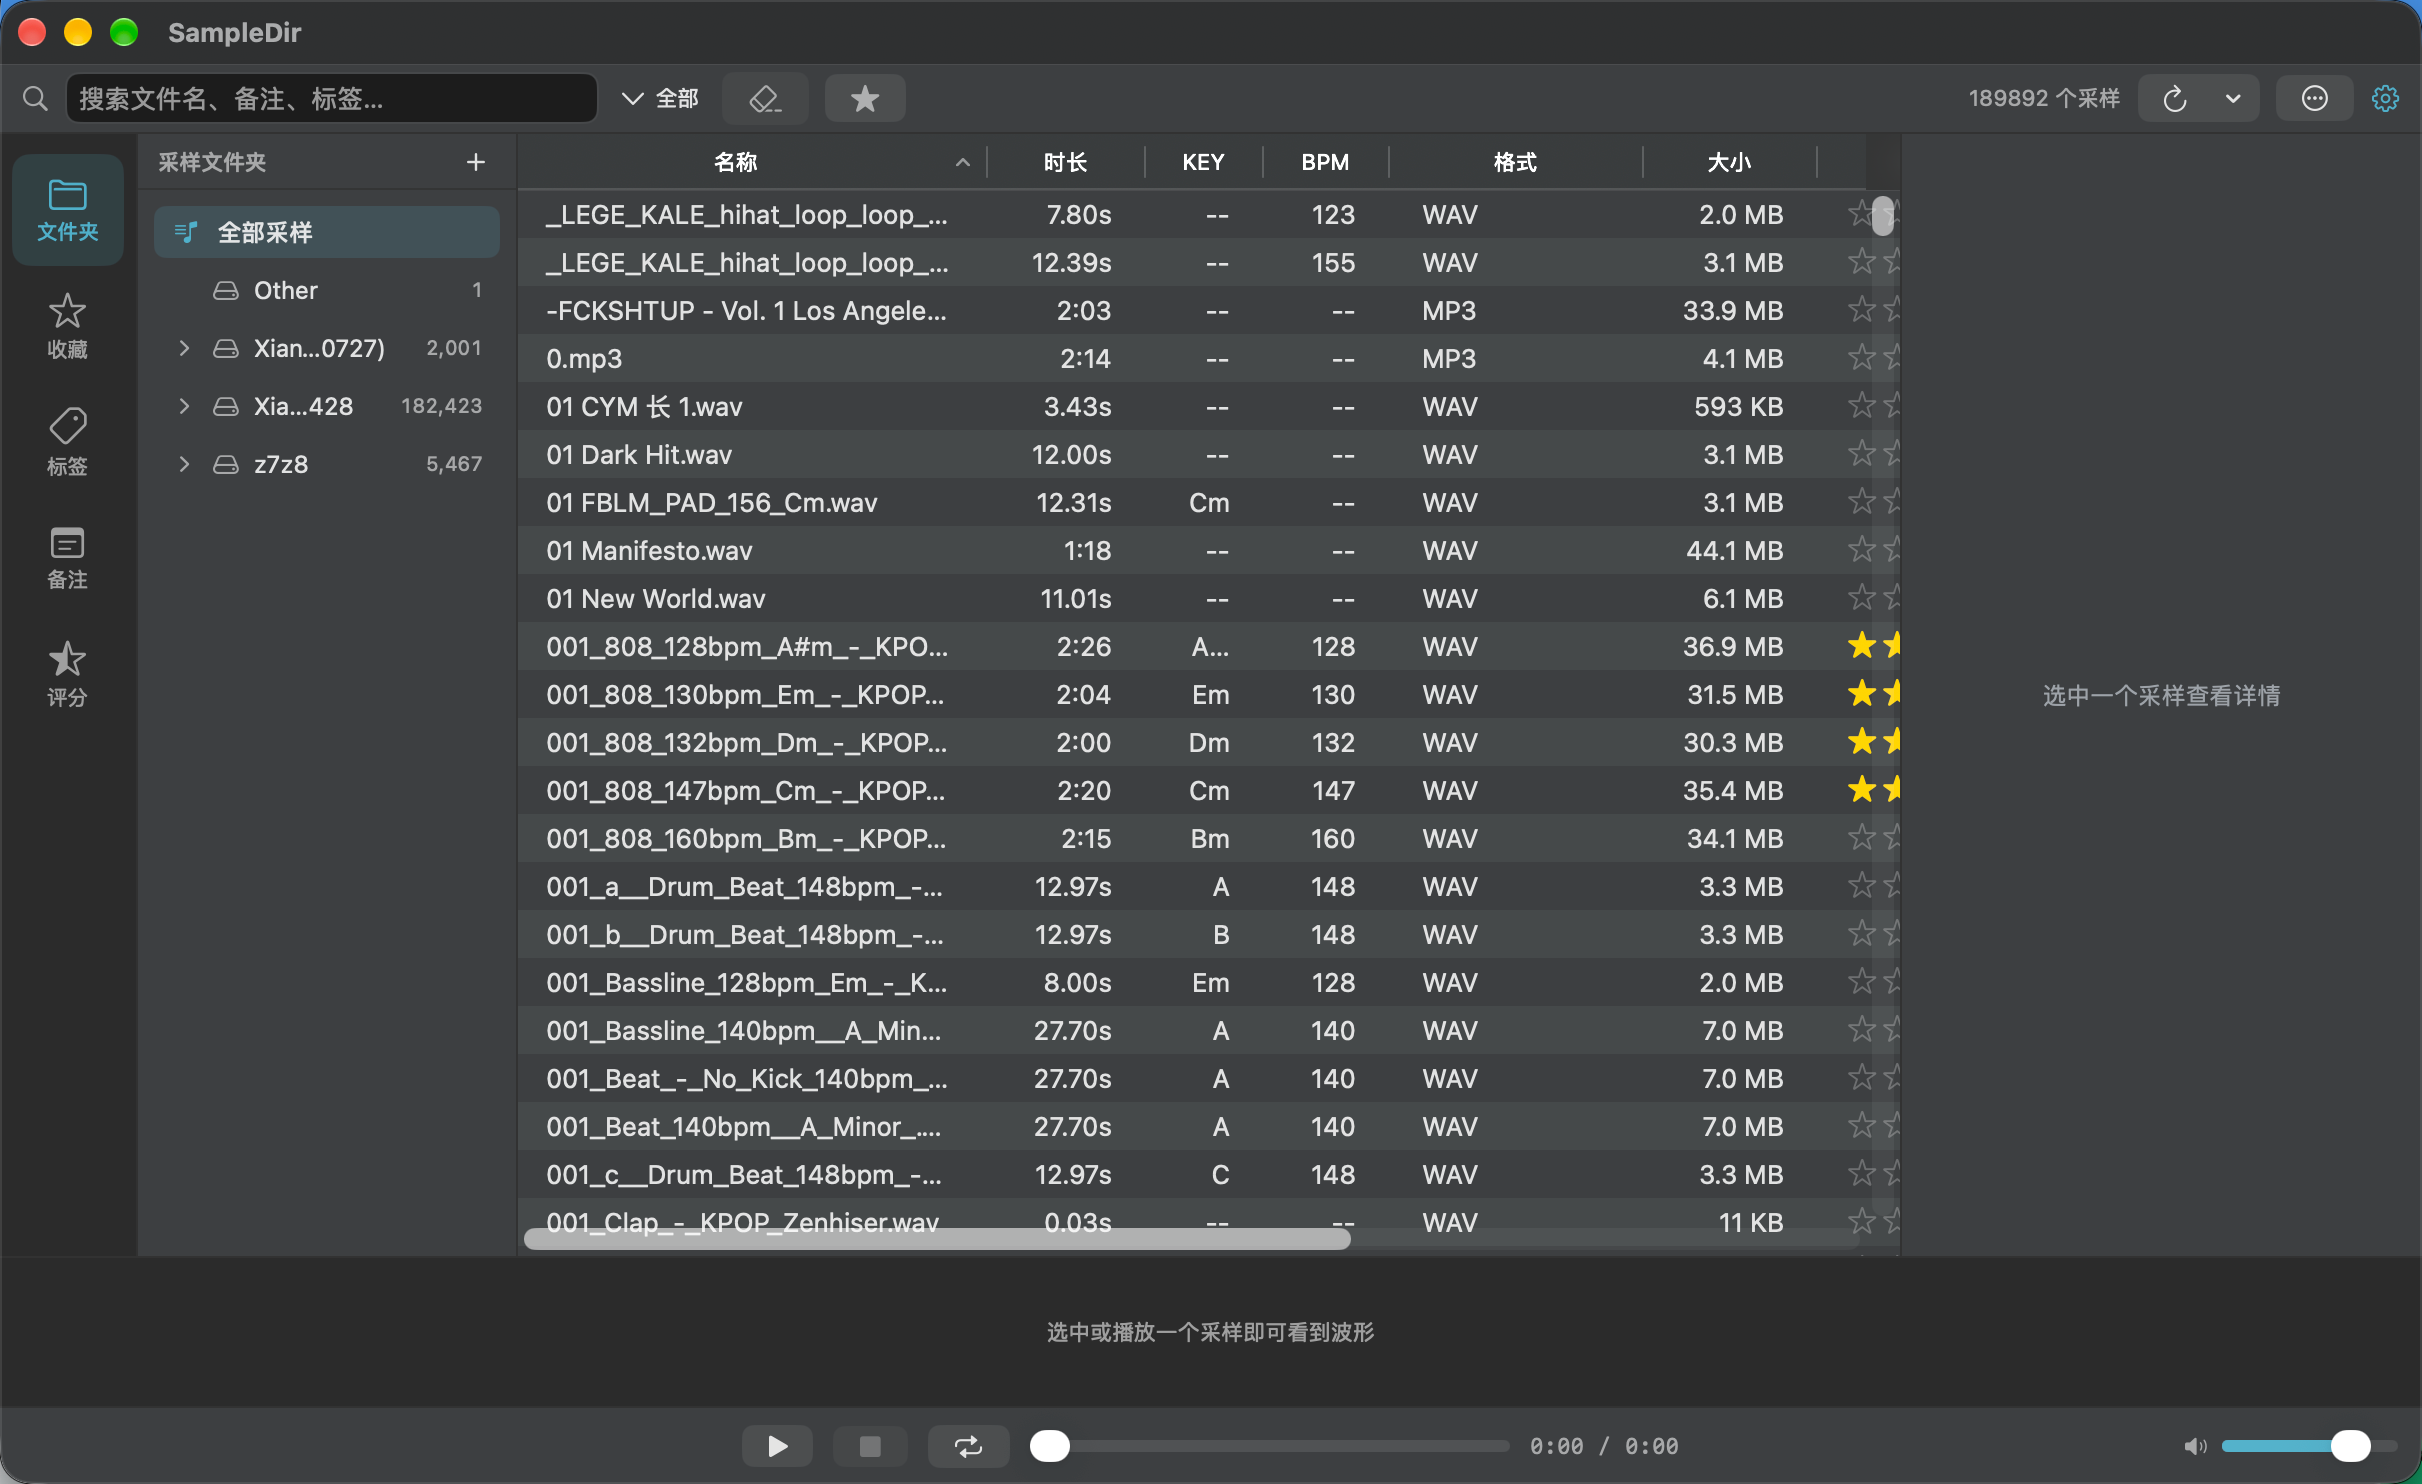 SampleDir
搜索文件名、备注、标签...
全部
189892 个采样
文件夹
收藏
标签
备注
评分
采样文件夹
全部采样
Other 1
Xian...0727) 2,001
Xia...428 182,423
z7z8 5,467
名称 时长 KEY BPM 格式 大小
_LEGE_KALE_hihat_loop_loop_... 7.80s -- 123 WAV 2.0 MB
_LEGE_KALE_hihat_loop_loop_... 12.39s -- 155 WAV 3.1 MB
-FCKSHTUP - Vol. 1 Los Angele... 2:03 -- -- MP3 33.9 MB
0.mp3 2:14 -- -- MP3 4.1 MB
01 CYM 长 1.wav 3.43s -- -- WAV 593 KB
01 Dark Hit.wav 12.00s -- -- WAV 3.1 MB
01 FBLM_PAD_156_Cm.wav 12.31s Cm -- WAV 3.1 MB
01 Manifesto.wav 1:18 -- -- WAV 44.1 MB
01 New World.wav 11.01s -- -- WAV 6.1 MB
001_808_128bpm_A#m_-_KPO... 2:26 A... 128 WAV 36.9 MB
001_808_130bpm_Em_-_KPOP... 2:04 Em 130 WAV 31.5 MB
001_808_132bpm_Dm_-_KPOP... 2:00 Dm 132 WAV 30.3 MB
001_808_147bpm_Cm_-_KPOP... 2:20 Cm 147 WAV 35.4 MB
001_808_160bpm_Bm_-_KPOP... 2:15 Bm 160 WAV 34.1 MB
001_a__Drum_Beat_148bpm_-... 12.97s A 148 WAV 3.3 MB
001_b__Drum_Beat_148bpm_-... 12.97s B 148 WAV 3.3 MB
001_Bassline_128bpm_Em_-_K... 8.00s Em 128 WAV 2.0 MB
001_Bassline_140bpm__A_Min... 27.70s A 140 WAV 7.0 MB
001_Beat_-_No_Kick_140bpm_... 27.70s A 140 WAV 7.0 MB
001_Beat_140bpm__A_Minor_.... 27.70s A 140 WAV 7.0 MB
001_c__Drum_Beat_148bpm_-... 12.97s C 148 WAV 3.3 MB
001_Clap_-_KPOP_Zenhiser.wav 0.03s -- -- WAV 11 KB
选中一个采样查看详情
选中或播放一个采样即可看到波形
0:00 / 0:00